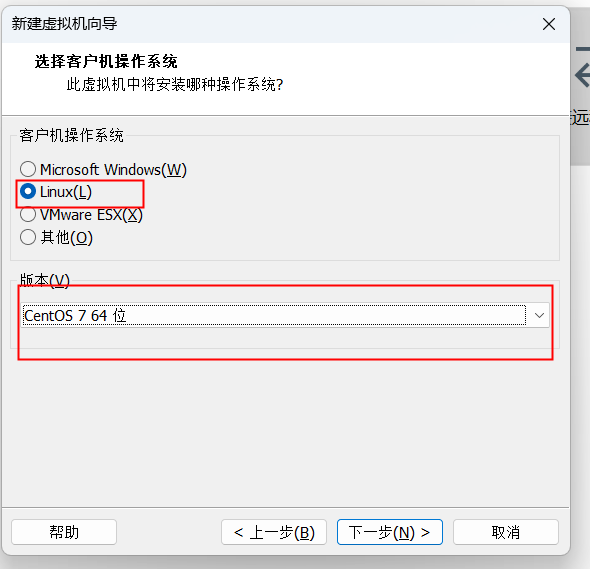 新建虚拟机向导
选择客户机操作系统
此虚拟机中将安装哪种操作系统?
客户机操作系统
Microsoft Windows(W)
Linux(L)
VMware ESX(X)
其他(O)
版本(V)
CentOS 7 64 位
帮助
< 上一步(B)
下一步(N) >
取消
远